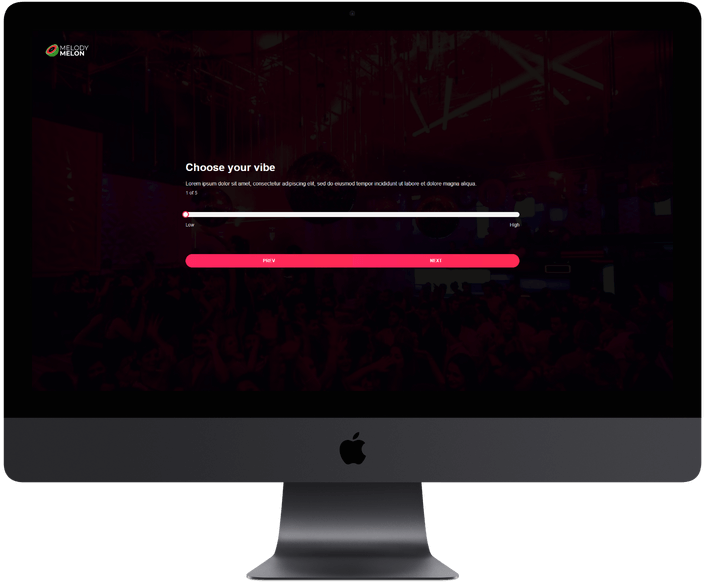 MELODY
MELON
Choose your vibe
Lorem ipsum dolor sit amet, consectetur adipiscing elit, sed do eiusmod tempor incididunt ut labore et dolore magna aliqua.
1 of 5
Low High
PREV NEXT